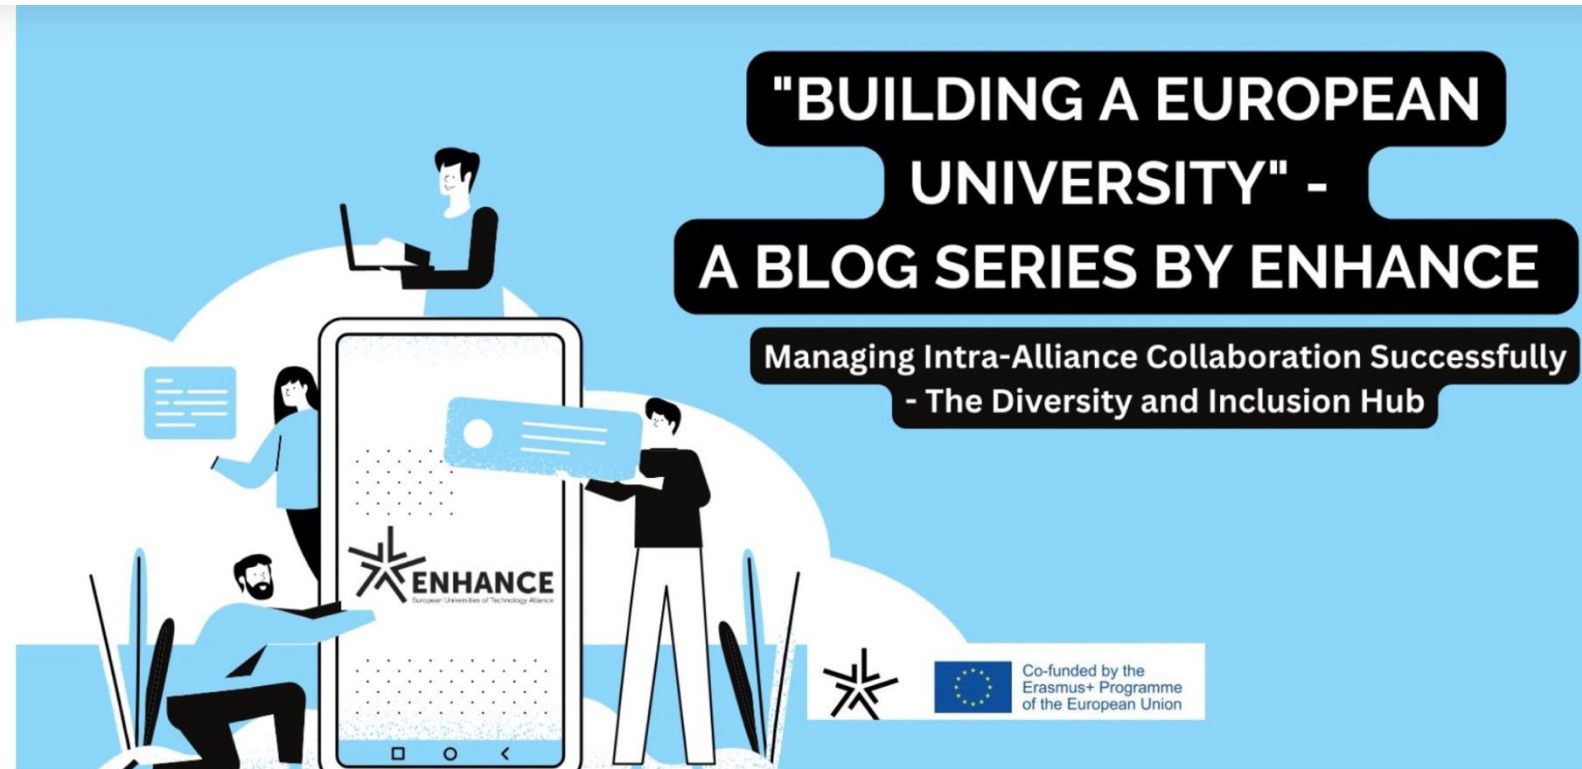 "BUILDING A EUROPEAN
UNIVERSITY" -
A BLOG SERIES BY ENHANCE
Managing Intra-Alliance Collaboration Successfully
- The Diversity and Inclusion Hub
ENHANCE
European Universities of Technology Alliance
Co-funded by the
Erasmus+ Programme
of the European Union